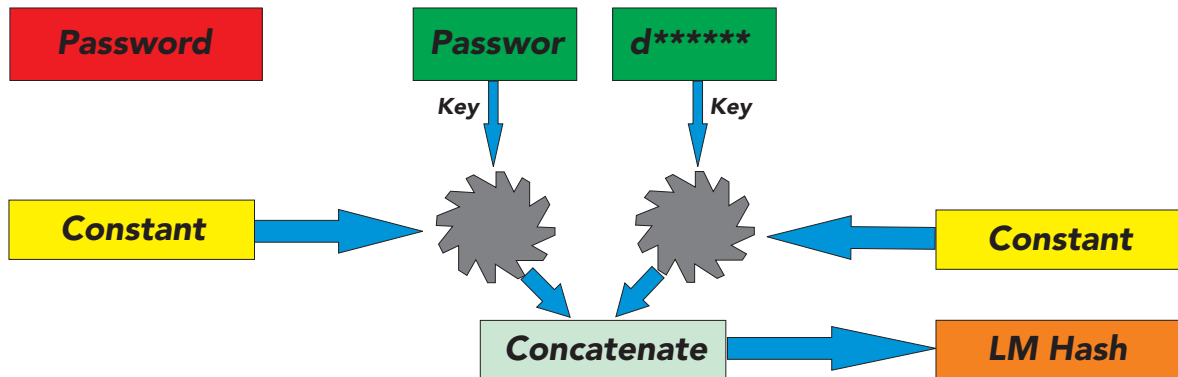 Password
Passwor
d******
Key
Key
Constant
Constant
Concatenate
LM Hash